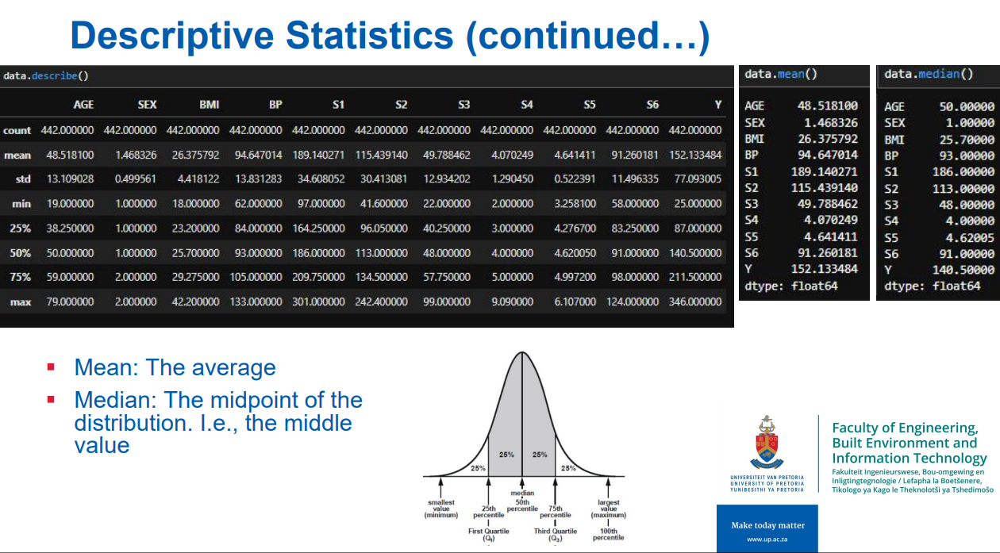 Descriptive Statistics (continued…)
data.describe()
AGE SEX BMI BP S1 S2 S3 S4 S5 S6 Y
count 442.000000 442.000000 442.000000 442.000000 442.000000 442.000000 442.000000 442.000000 442.000000 442.000000 442.000000
mean 48.518100 1.468326 26.375792 94.647014 189.140271 115.439140 49.788462 4.070249 4.641411 91.260181 152.133484
std 13.109028 0.499561 4.418122 13.831283 34.608052 30.413081 12.934202 1.290450 0.522391 11.496335 77.093005
min 19.000000 1.000000 18.000000 62.000000 97.000000 41.600000 22.000000 2.000000 3.258100 58.000000 25.000000
25% 38.250000 1.000000 23.200000 84.000000 164.250000 96.050000 40.250000 3.000000 4.276700 83.250000 87.000000
50% 50.000000 1.000000 25.700000 93.000000 186.000000 113.000000 48.000000 4.000000 4.620050 91.000000 140.500000
75% 59.000000 2.000000 29.275000 105.000000 209.750000 134.500000 57.750000 5.000000 4.997200 98.000000 211.500000
max 79.000000 2.000000 42.200000 133.000000 301.000000 242.400000 99.000000 9.090000 6.107000 124.000000 346.000000
data.mean()
AGE 48.518100
SEX 1.468326
BMI 26.375792
BP 94.647014
S1 189.140271
S2 115.439140
S3 49.788462
S4 4.070249
S5 4.641411
S6 91.260181
Y 152.133484
dtype: float64
data.median()
AGE 50.00000
SEX 1.00000
BMI 25.70000
BP 93.00000
S1 186.00000
S2 113.00000
S3 48.00000
S4 4.00000
S5 4.62005
S6 91.00000
Y 140.50000
dtype: float64
Mean: The average
Median: The midpoint of the
distribution. I.e., the middle
value
25% 25%
25% 25%
smallest
value
(minimum)
25th
percentile
First Quartile
(Q1)
median
50th
percentile
75th
percentile
Third Quartile
(Q3)
largest
value
(maximum)
100th
percentile
UNIVERSITEIT VAN PRETORIA
UNIVERSITY OF PRETORIA
YUNIBESITHI YA PRETORIA
Faculty of Engineering,
Built Environment and
Information Technology
Fakulteit Ingenieurswese, Bou-omgewing en
Inligtingtegnologie / Lefapha la Boetšenere,
Tikologo ya Kago le Theknolotši ya Tshedimošo
Make today matter
www.up.ac.za